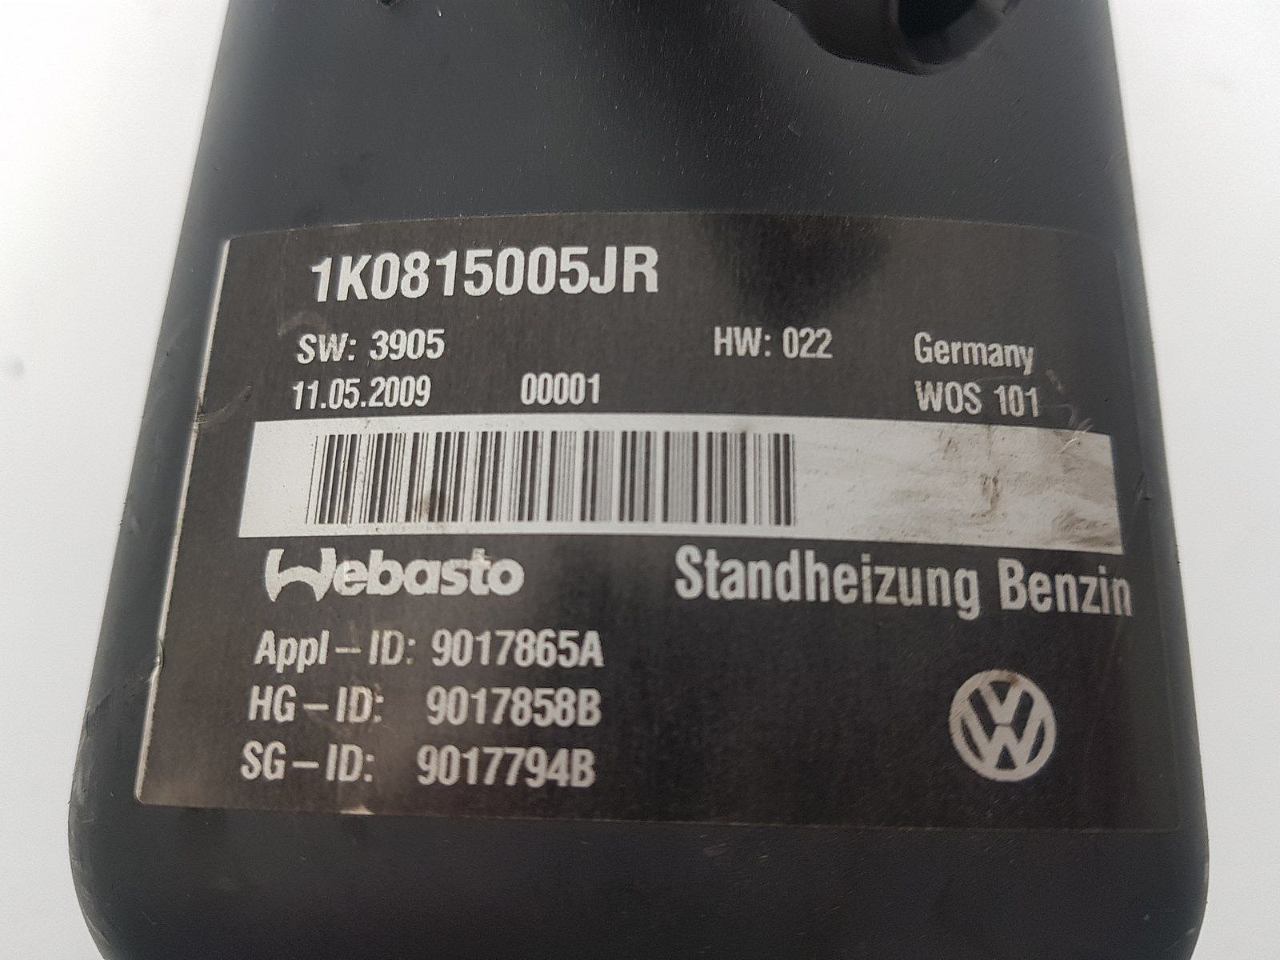 1K0815005JR
SW: 3905 HW: 022 Germany
11.05.2009 00001 WOS 101
Webasto Standheizung Benzin
Appl-ID: 9017865A
HG-ID: 9017858B
SG-ID: 9017794B
VW